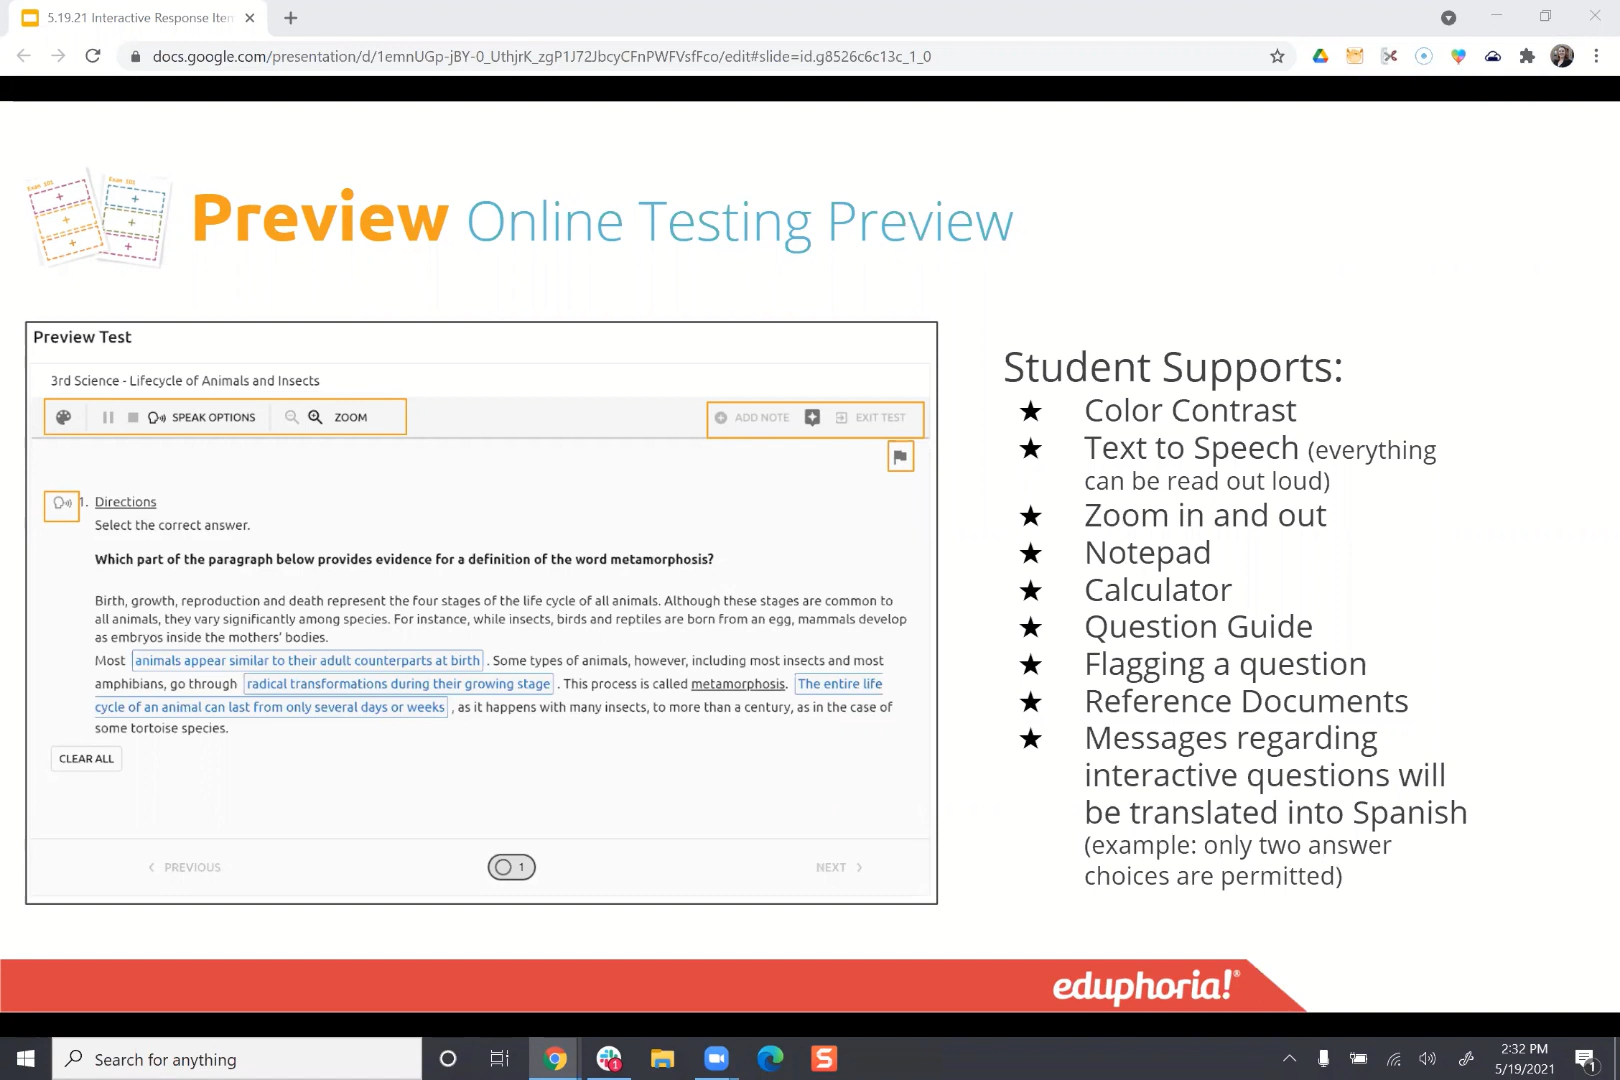 5.19.21 Interactive Response Item
docs.google.com/presentation/d/1emnUGp-jBY-0_UthjrK_zgP1J72JbcyCFnPWFVsfFco/edit#slide=id.g8526c6c13c_1_0
Exam 101
Exam 101
Preview Online Testing Preview
Preview Test
3rd Science - Lifecycle of Animals and Insects
SPEAK OPTIONS ZOOM ADD NOTE EXIT TEST
1. Directions
Select the correct answer.
Which part of the paragraph below provides evidence for a definition of the word metamorphosis?
Birth, growth, reproduction and death represent the four stages of the life cycle of all animals. Although these stages are common to
all animals, they vary significantly among species. For instance, while insects, birds and reptiles are born from an egg, mammals develop
as embryos inside the mothers' bodies.
Most animals appear similar to their adult counterparts at birth . Some types of animals, however, including most insects and most
amphibians, go through radical transformations during their growing stage . This process is called metamorphosis. The entire life
cycle of an animal can last from only several days or weeks , as it happens with many insects, to more than a century, as in the case of
some tortoise species.
CLEAR ALL
PREVIOUS 1 NEXT
Student Supports:
★ Color Contrast
★ Text to Speech (everything
can be read out loud)
★ Zoom in and out
★ Notepad
★ Calculator
★ Question Guide
★ Flagging a question
★ Reference Documents
★ Messages regarding
interactive questions will
be translated into Spanish
(example: only two answer
choices are permitted)
eduphoria!®
Search for anything
1
S
2:32 PM
5/19/2021
1